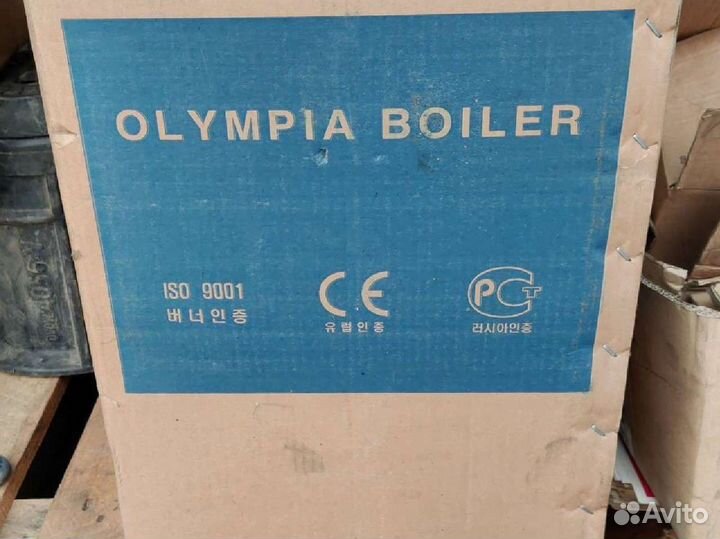 OLYMPIA BOILER
ISO 9001
버너인증
CE
유럽인증
РСТ
러시아인증
Avito